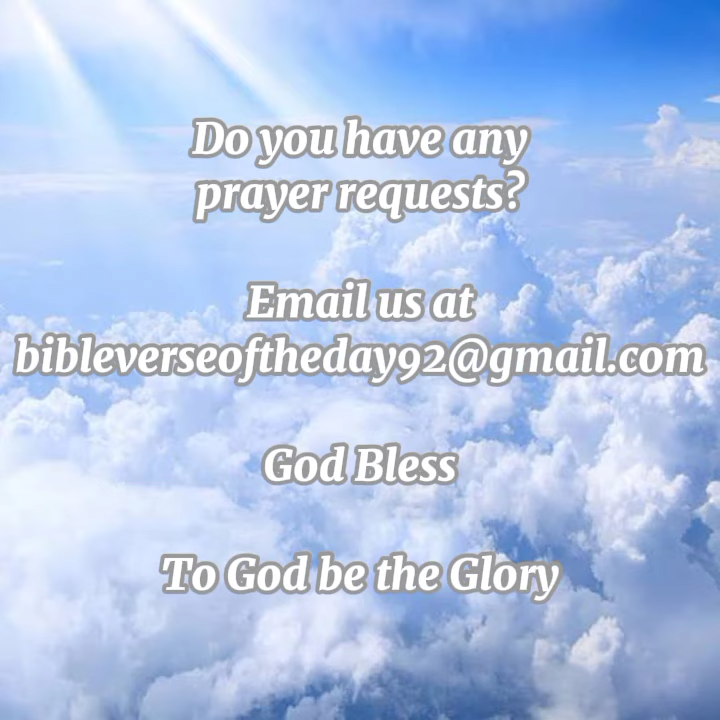 Do you have any
prayer requests?
Email us at
bibleverseoftheday92@gmail.com
God Bless
To God be the Glory